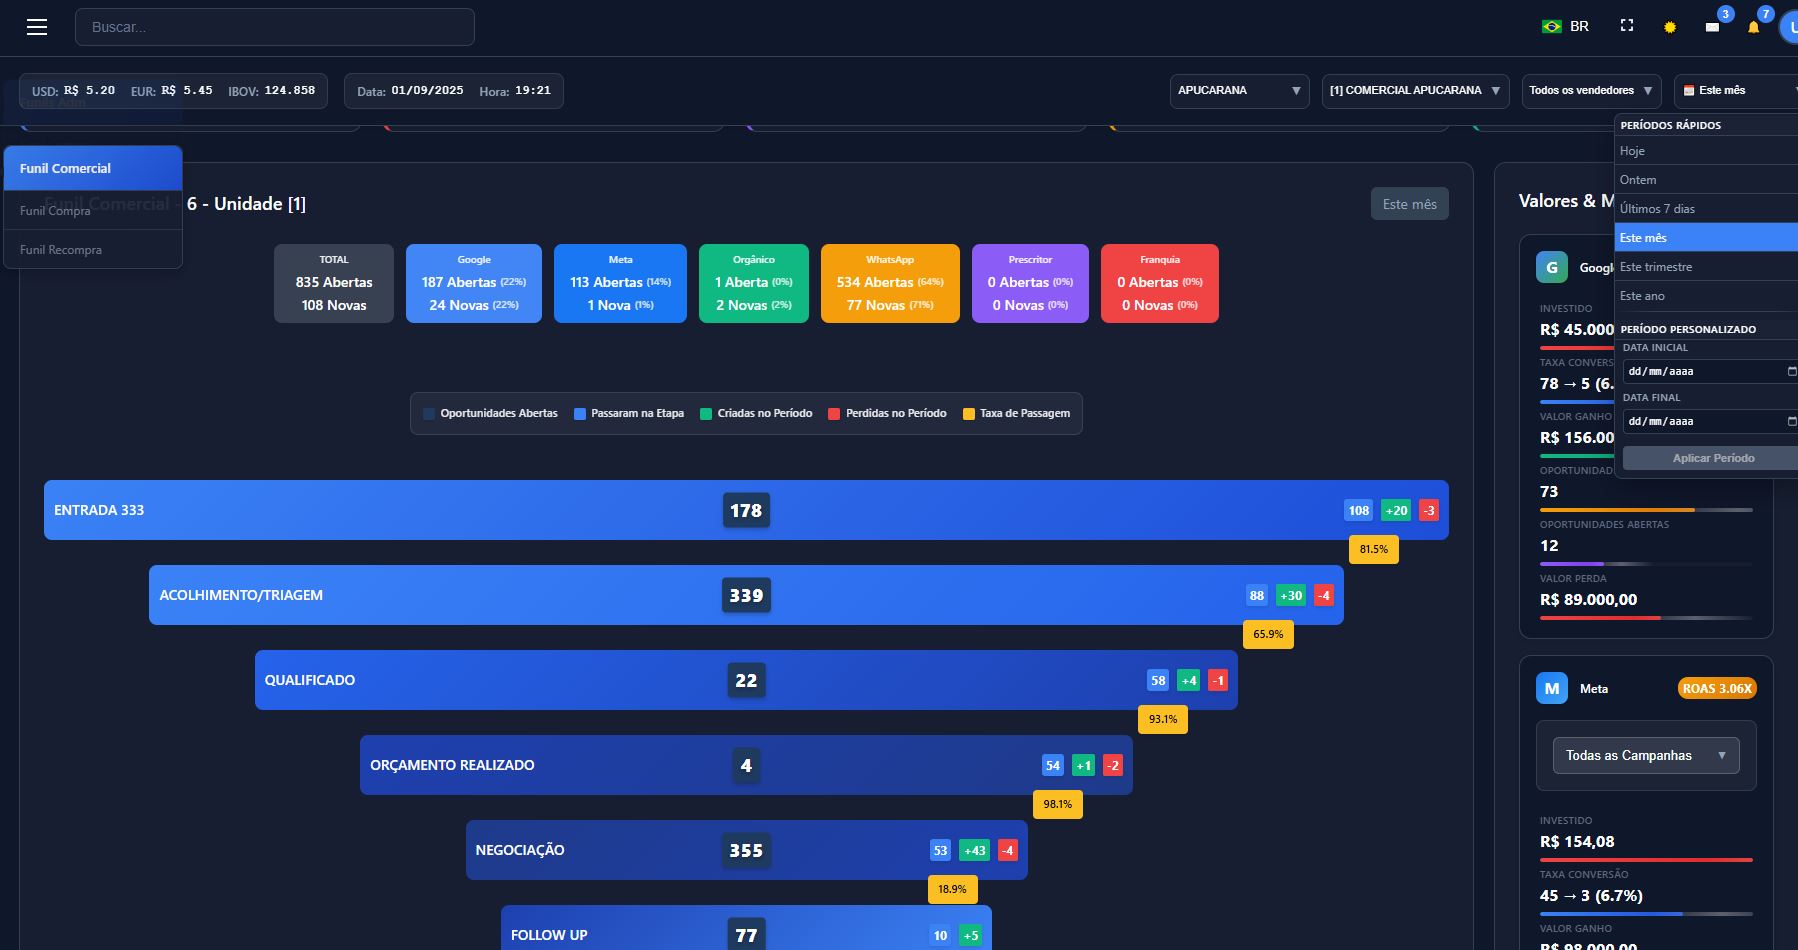 Buscar...
BR
3
7
USD: R$ 5.20 EUR: R$ 5.45 IBOV: 124.858
Data: 01/09/2025 Hora: 19:21
APUCARANA
[1] COMERCIAL APUCARANA
Todos os vendedores
Este mês
Funil Comercial
Funil Compra
Funil Recompra
Funil Comercial - 6 - Unidade [1]
Este mês
TOTAL
835 Abertas
108 Novas
Google
187 Abertas (22%)
24 Novas (22%)
Meta
113 Abertas (14%)
1 Nova (1%)
Orgânico
1 Aberta (0%)
2 Novas (2%)
WhatsApp
534 Abertas (64%)
77 Novas (71%)
Prescritor
0 Abertas (0%)
0 Novas (0%)
Franquia
0 Abertas (0%)
0 Novas (0%)
Oportunidades Abertas
Passaram na Etapa
Criadas no Período
Perdidas no Período
Taxa de Passagem
ENTRADA 333
178
108 +20 -3
81.5%
ACOLHIMENTO/TRIAGEM
339
88 +30 -4
65.9%
QUALIFICADO
22
58 +4 -1
93.1%
ORÇAMENTO REALIZADO
4
54 +1 -2
98.1%
NEGOCIAÇÃO
355
53 +43 -4
18.9%
FOLLOW UP
77
10 +5
Valores & M
PERÍODOS RÁPIDOS
Hoje
Ontem
Últimos 7 dias
Este mês
Este trimestre
Este ano
PERÍODO PERSONALIZADO
DATA INICIAL
dd/mm/aaaa
DATA FINAL
dd/mm/aaaa
Aplicar Período
G
Goog
INVESTIDO
R$ 45.000
TAXA CONVERS
78 → 5 (6.
VALOR GANHO
R$ 156.00
OPORTUNIDAD
73
OPORTUNIDADES ABERTAS
12
VALOR PERDA
R$ 89.000,00
M
Meta
ROAS 3.06X
Todas as Campanhas
INVESTIDO
R$ 154,08
TAXA CONVERSÃO
45 → 3 (6.7%)
VALOR GANHO
R$ 98.000,00